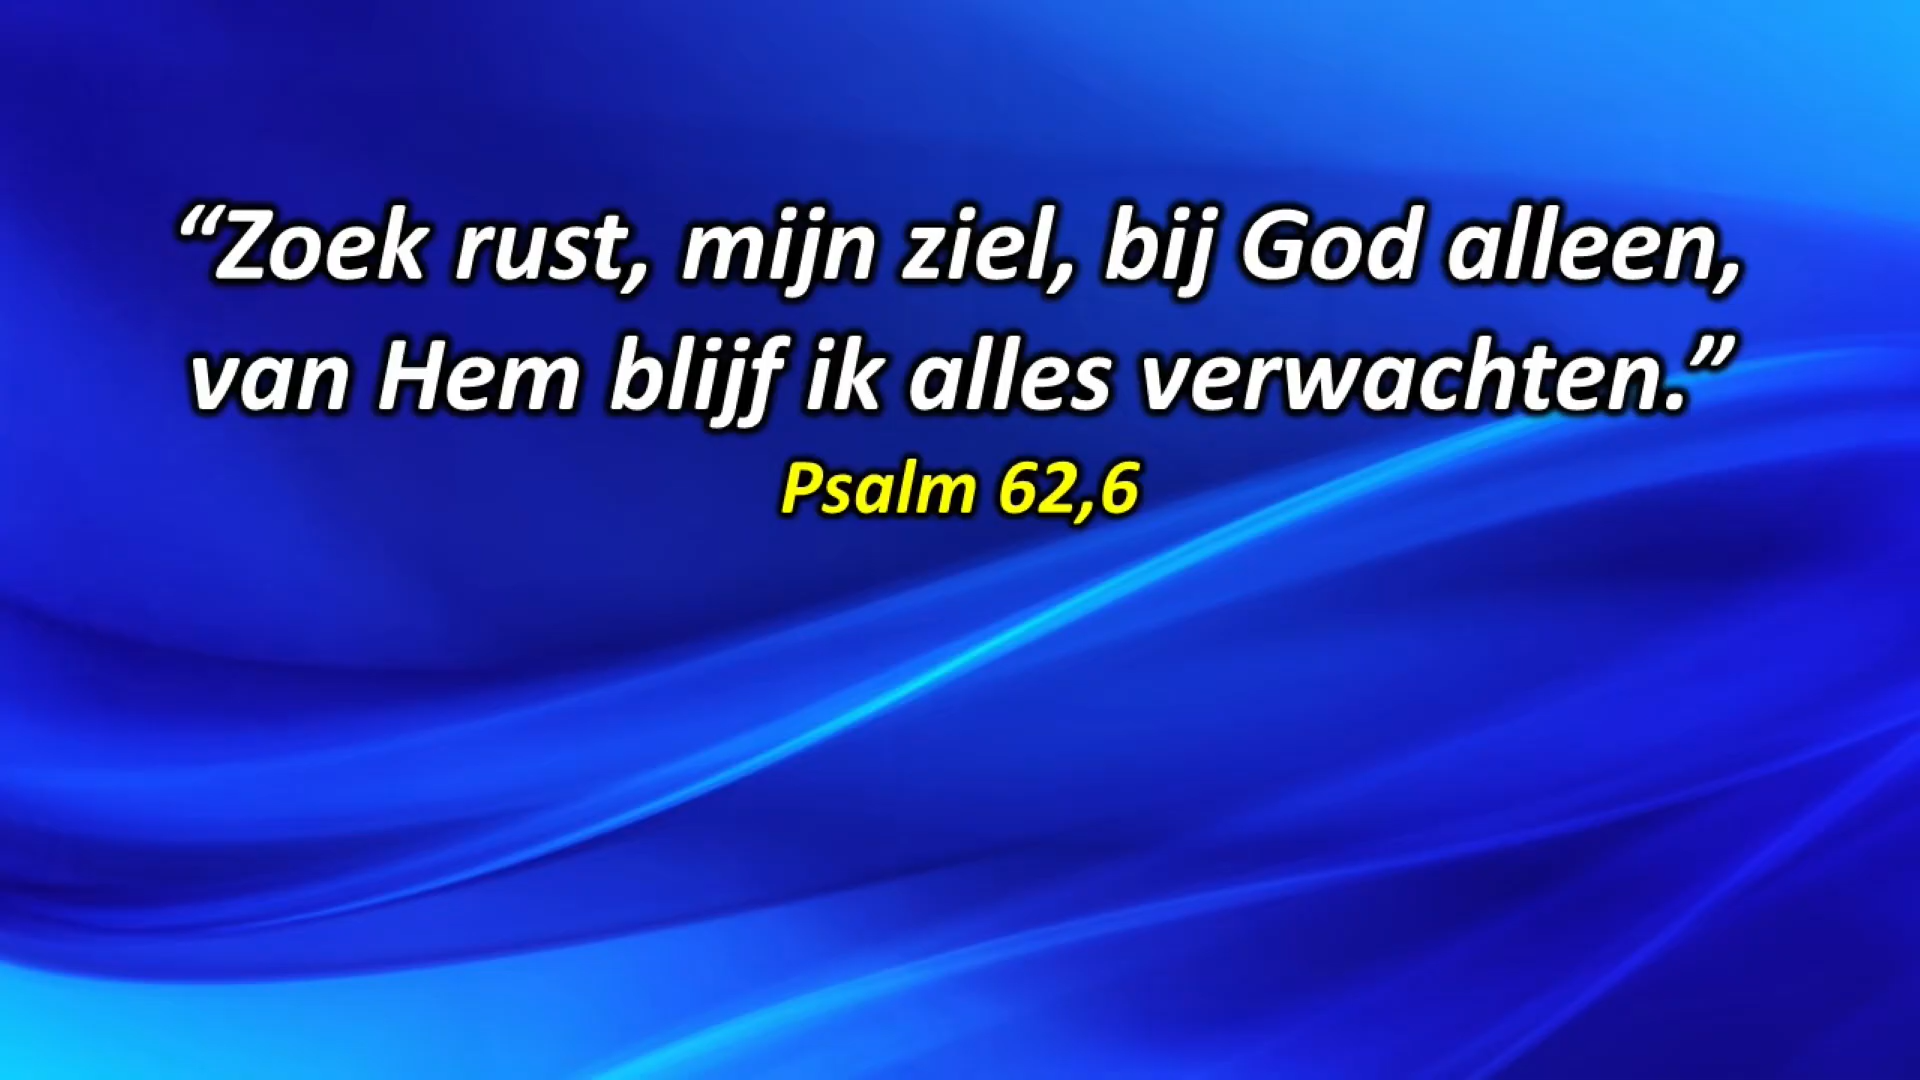 “Zoek rust, mijn ziel, bij God alleen,
van Hem blijf ik alles verwachten.”
Psalm 62,6